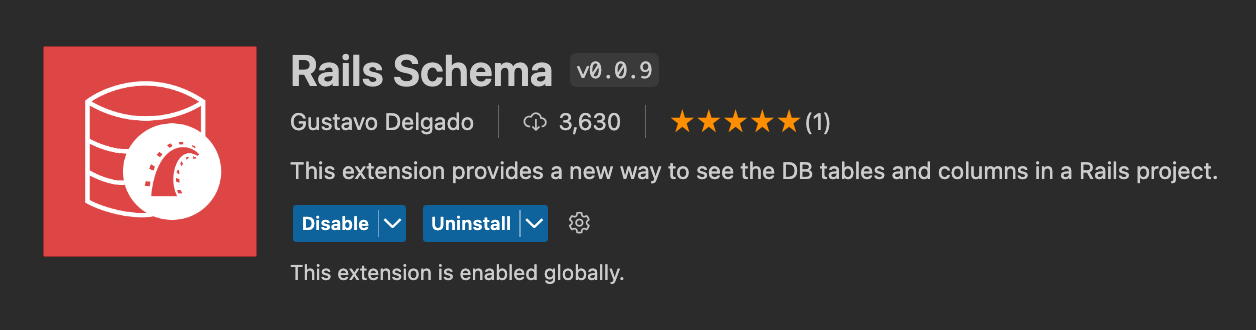 Rails Schema v0.0.9
Gustavo Delgado 3,630 ★★★★★(1)
This extension provides a new way to see the DB tables and columns in a Rails project.
Disable Uninstall
This extension is enabled globally.